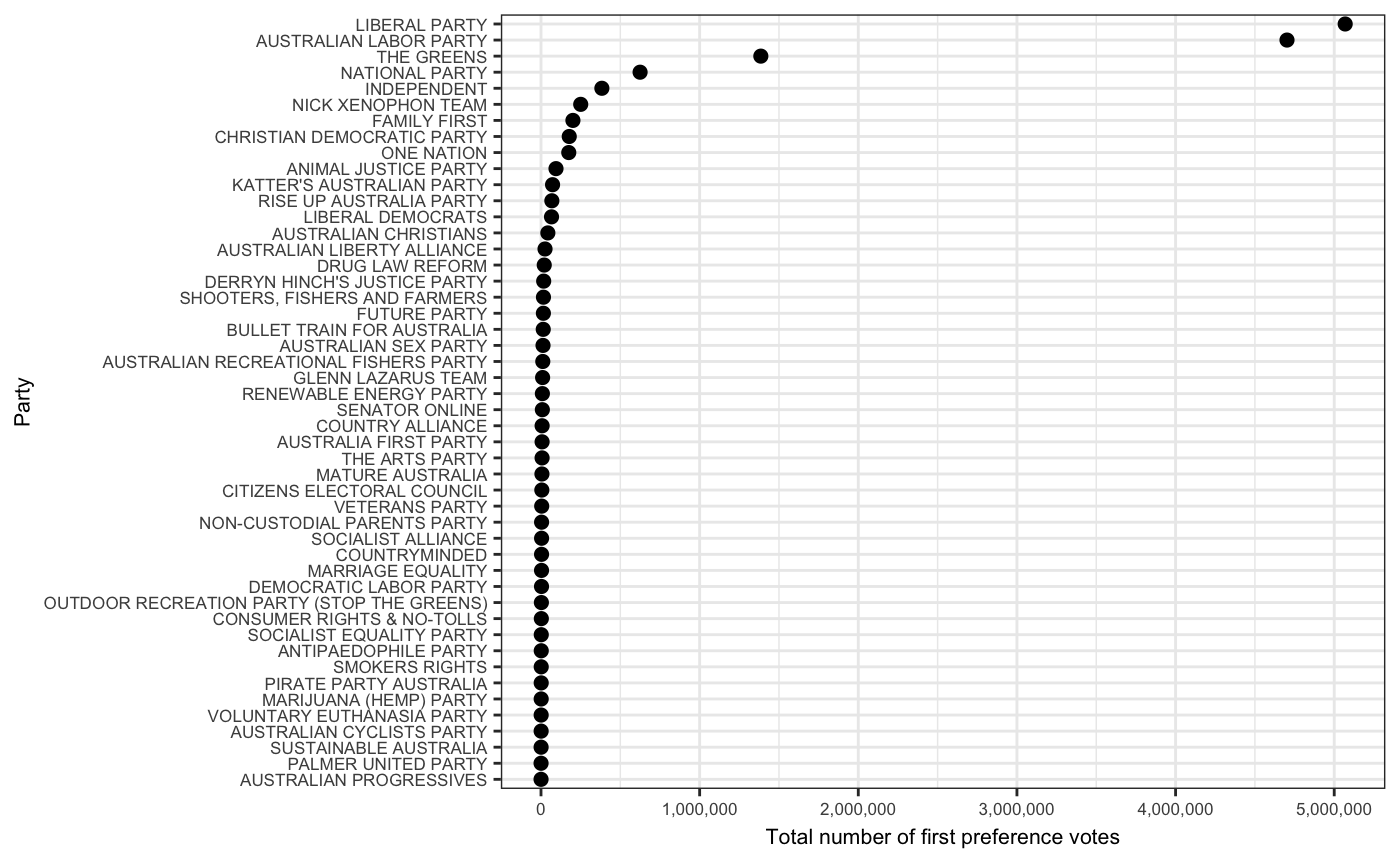 LIBERAL PARTY
AUSTRALIAN LABOR PARTY
THE GREENS
NATIONAL PARTY
INDEPENDENT
NICK XENOPHON TEAM
FAMILY FIRST
CHRISTIAN DEMOCRATIC PARTY
ONE NATION
ANIMAL JUSTICE PARTY
KATTER'S AUSTRALIAN PARTY
RISE UP AUSTRALIA PARTY
LIBERAL DEMOCRATS
AUSTRALIAN CHRISTIANS
AUSTRALIAN LIBERTY ALLIANCE
DRUG LAW REFORM
DERRYN HINCH'S JUSTICE PARTY
SHOOTERS, FISHERS AND FARMERS
FUTURE PARTY
BULLET TRAIN FOR AUSTRALIA
AUSTRALIAN SEX PARTY
AUSTRALIAN RECREATIONAL FISHERS PARTY
GLENN LAZARUS TEAM
RENEWABLE ENERGY PARTY
SENATOR ONLINE
COUNTRY ALLIANCE
AUSTRALIA FIRST PARTY
THE ARTS PARTY
MATURE AUSTRALIA
CITIZENS ELECTORAL COUNCIL
VETERANS PARTY
NON-CUSTODIAL PARENTS PARTY
SOCIALIST ALLIANCE
COUNTRYMINDED
MARRIAGE EQUALITY
DEMOCRATIC LABOR PARTY
OUTDOOR RECREATION PARTY (STOP THE GREENS)
CONSUMER RIGHTS & NO-TOLLS
SOCIALIST EQUALITY PARTY
ANTIPAEDOPHILE PARTY
SMOKERS RIGHTS
PIRATE PARTY AUSTRALIA
MARIJUANA (HEMP) PARTY
VOLUNTARY EUTHANASIA PARTY
AUSTRALIAN CYCLISTS PARTY
SUSTAINABLE AUSTRALIA
PALMER UNITED PARTY
AUSTRALIAN PROGRESSIVES
Party
0 1,000,000 2,000,000 3,000,000 4,000,000 5,000,000
Total number of first preference votes